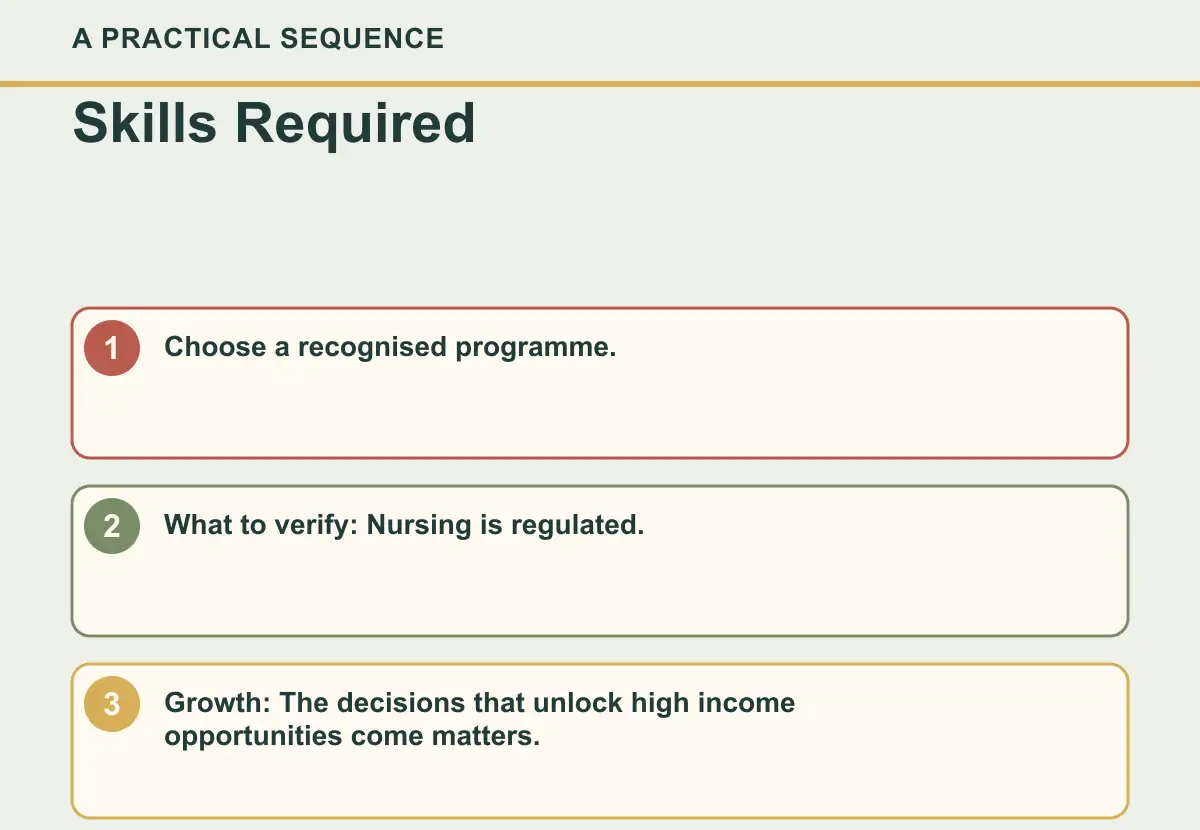 A PRACTICAL SEQUENCE
Skills Required
1
Choose a recognised programme.
2
What to verify: Nursing is regulated.
3
Growth: The decisions that unlock high income
opportunities come matters.